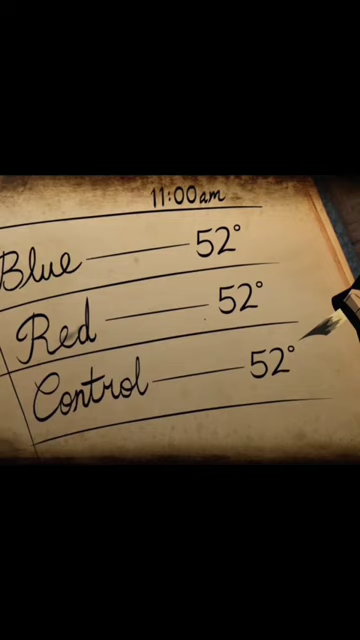 11:00am
Blue — 52°
Red — 52°
Control — 52°